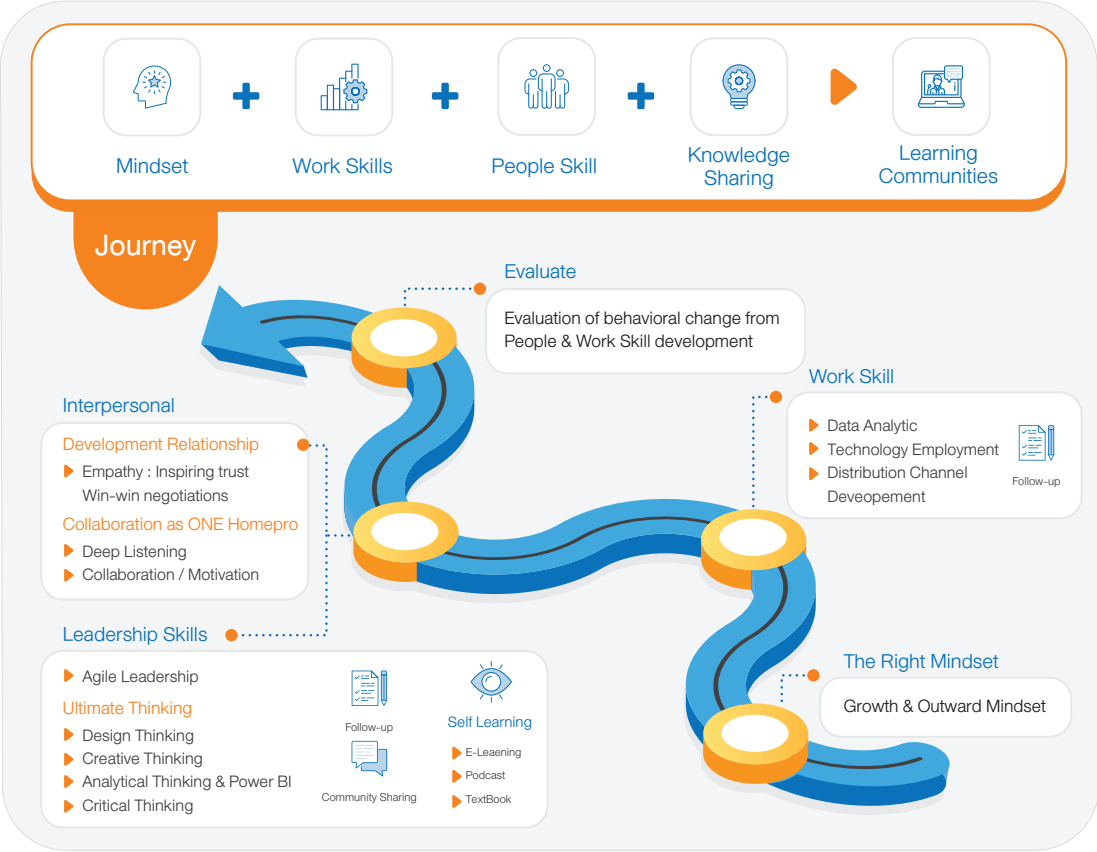 Mindset
Work Skills
People Skill
Knowledge
Sharing
Learning
Communities
Journey
Evaluate
Evaluation of behavioral change from
People & Work Skill development
Work Skill
Data Analytic
Technology Employment
Distribution Channel
Deveopement
Follow-up
Interpersonal
Development Relationship
Empathy : Inspiring trust
Win-win negotiations
Collaboration as ONE Homepro
Deep Listening
Collaboration / Motivation
Leadership Skills
Agile Leadership
Ultimate Thinking
Design Thinking
Creative Thinking
Analytical Thinking & Power BI
Critical Thinking
Follow-up
Community Sharing
Self Learning
E-Leaening
Podcast
TextBook
The Right Mindset
Growth & Outward Mindset